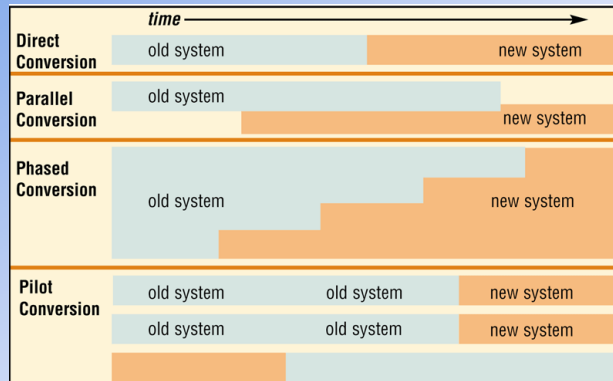 time
Direct
Conversion
old system new system
Parallel
Conversion
old system
new system
Phased
Conversion
old system new system
Pilot
Conversion
old system old system new system
old system old system new system